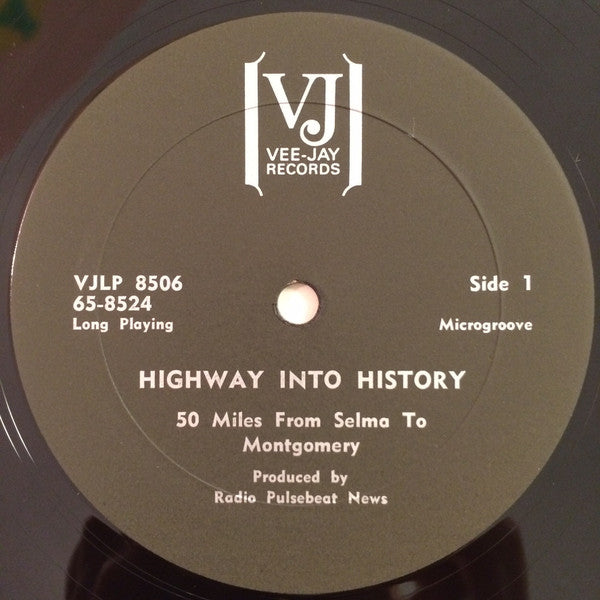 VJ
VEE-JAY
RECORDS
VJLP 8506
65-8524
Long Playing
Side 1
Microgroove
HIGHWAY INTO HISTORY
50 Miles From Selma To
Montgomery
Produced by
Radio Pulsebeat News